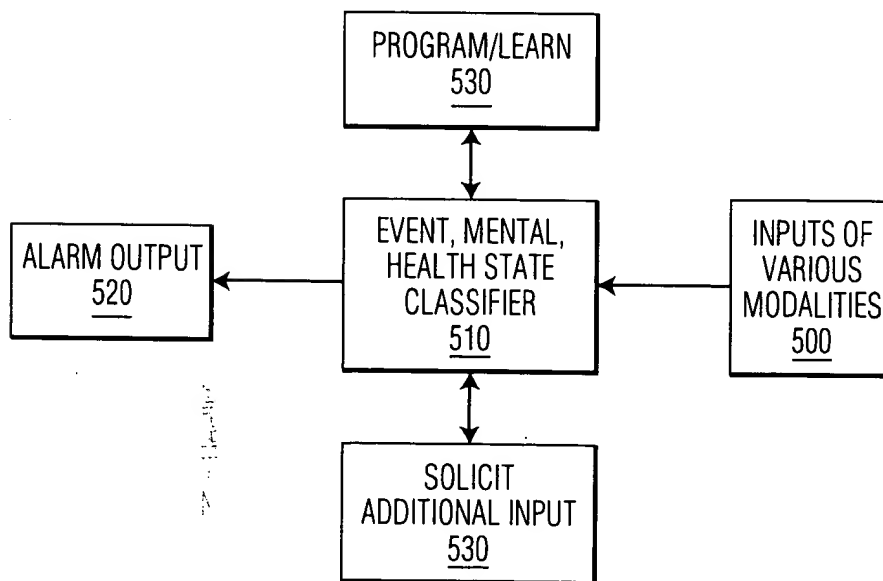 PROGRAM/LEARN
530
ALARM OUTPUT
520
EVENT, MENTAL,
HEALTH STATE
CLASSIFIER
510
INPUTS OF
VARIOUS
MODALITIES
500
SOLICIT
ADDITIONAL INPUT
530